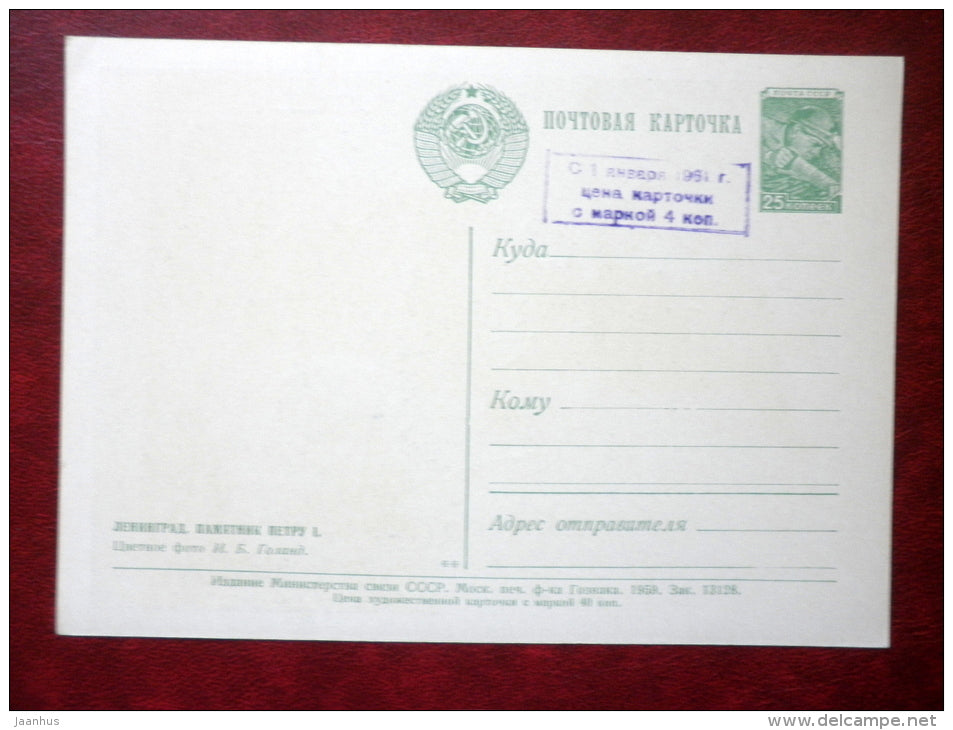 ПОЧТА СССР
ПОЧТОВАЯ КАРТОЧКА
25 КОПЕЕК
С 1 января 1961 г.
цена карточки
с маркой 4 коп.
Куда
Кому
Адрес отправателя
ЛЕНИНГРАД. ПАМЯТНИК ПЕТРУ I.
Цветное фото И. Б. Голанд.
**
Издание Министерства связи СССР. Моск. печ. ф-ка Гознака. 1959. Зак. 13128.
Цена художественной карточки с маркой 40 коп.
jaanhus
www.delcampe.net